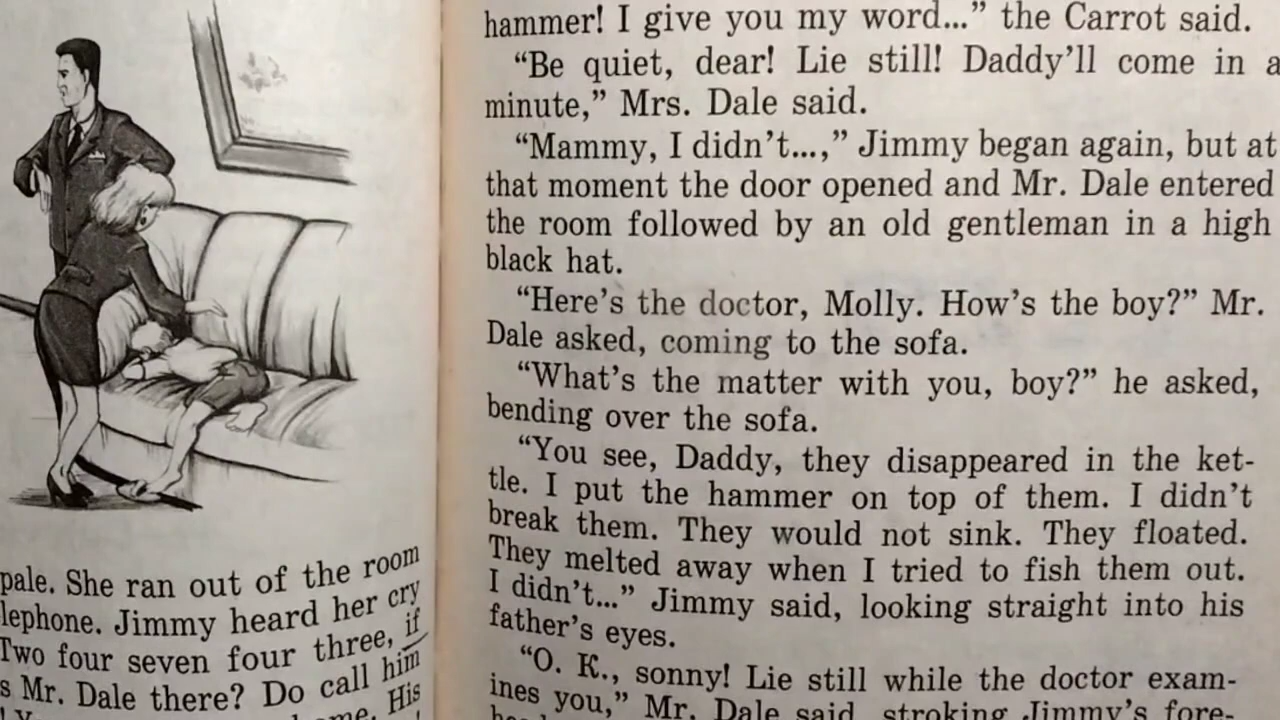 pale. She ran out of the room
lephone. Jimmy heard her cry
Two four seven four three, if
s Mr. Dale there? Do call him
me. His
hammer! I give you my word...” the Carrot said.
“Be quiet, dear! Lie still! Daddy’ll come in a
minute,” Mrs. Dale said.
“Mammy, I didn’t...,” Jimmy began again, but at
that moment the door opened and Mr. Dale entered
the room followed by an old gentleman in a high
black hat.
“Here’s the doctor, Molly. How’s the boy?” Mr.
Dale asked, coming to the sofa.
“What’s the matter with you, boy?” he asked,
bending over the sofa.
“You see, Daddy, they disappeared in the ket-
tle. I put the hammer on top of them. I didn’t
break them. They would not sink. They floated.
They melted away when I tried to fish them out.
I didn’t...” Jimmy said, looking straight into his
father’s eyes.
“O. K., sonny! Lie still while the doctor exam-
ines you,” Mr. Dale said, stroking Jimmy’s fore-